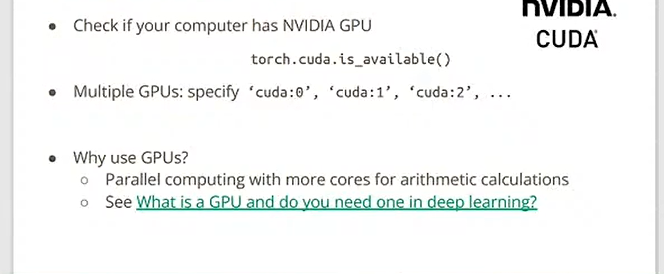 nVIDIA.
CUDA
• Check if your computer has NVIDIA GPU
torch.cuda.is_available()
• Multiple GPUs: specify ‘cuda:0’, ‘cuda:1’, ‘cuda:2’, ...
• Why use GPUs?
○ Parallel computing with more cores for arithmetic calculations
○ See What is a GPU and do you need one in deep learning?